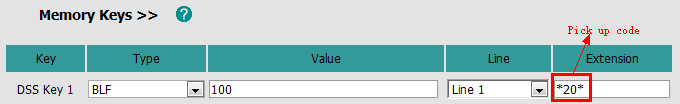 Memory Keys >> ?
Pick up code
Key Type Value Line Extension
DSS Key 1 BLF 100 Line 1 *20*